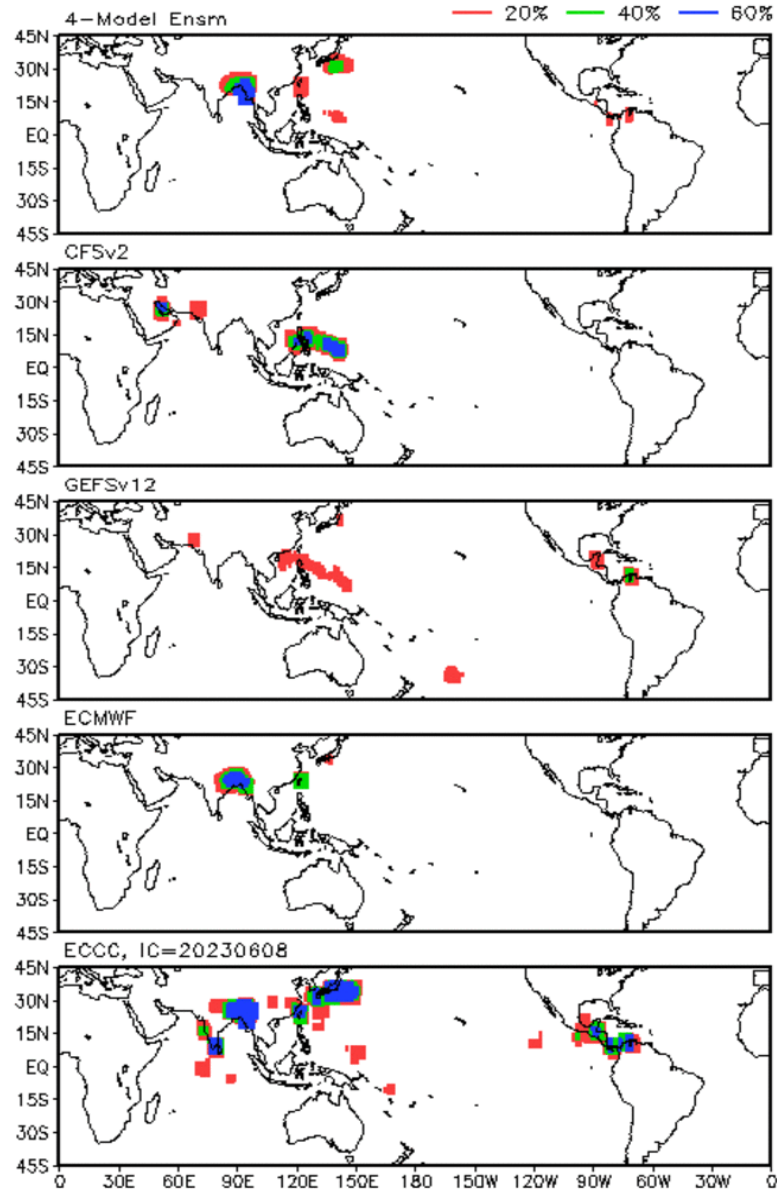 4-Model Ensm 20% 40% 60%
45N
30N
15N
EQ
15S
30S
45S
CFSv2
45N
30N
15N
EQ
15S
30S
45S
GEFSv12
45N
30N
15N
EQ
15S
30S
45S
ECMWF
45N
30N
15N
EQ
15S
30S
45S
ECCC, IC=20230608
45N
30N
15N
EQ
15S
30S
45S
0 30E 60E 90E 120E 150E 180 150W 120W 90W 60W 30W 0